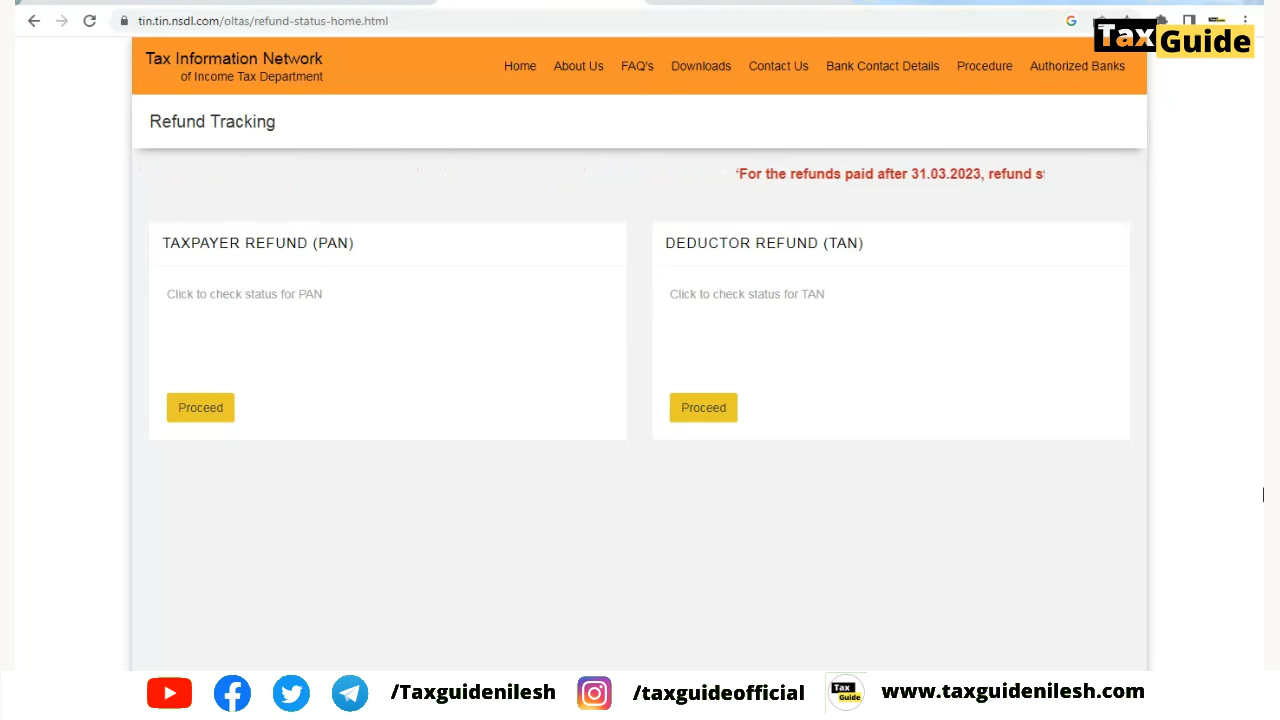 tin.tin.nsdl.com/oltas/refund-status-home.html
Tax Guide
Tax Information Network
of Income Tax Department
Home About Us FAQ's Downloads Contact Us Bank Contact Details Procedure Authorized Banks
Refund Tracking
'For the refunds paid after 31.03.2023, refund
TAXPAYER REFUND (PAN)
Click to check status for PAN
Proceed
DEDUCTOR REFUND (TAN)
Click to check status for TAN
Proceed
/Taxguidenilesh /taxguideofficial Tax Guide www.taxguidenilesh.com